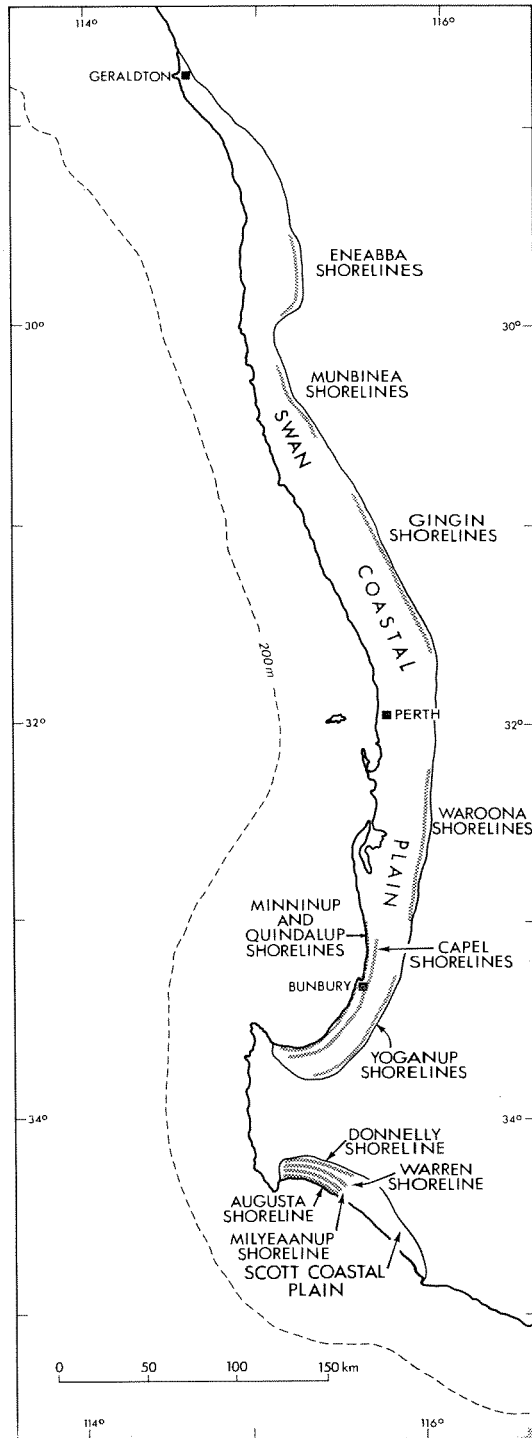 114°
116°
GERALDTON
ENEABBA
SHORELINES
30°
30°
MUNBINEA
SHORELINES
SWAN
GINGIN
SHORELINES
COASTAL
200m
PERTH
32°
32°
WAROONA
SHORELINES
PLAIN
MINNINUP
AND
QUINDALUP
SHORELINES
CAPEL
SHORELINES
BUNBURY
YOGANUP
SHORELINES
34°
34°
DONNELLY
SHORELINE
WARREN
SHORELINE
AUGUSTA
SHORELINE
MILYEAANUP
SHORELINE
SCOTT COASTAL
PLAIN
0 50 100 150 km
114°
116°